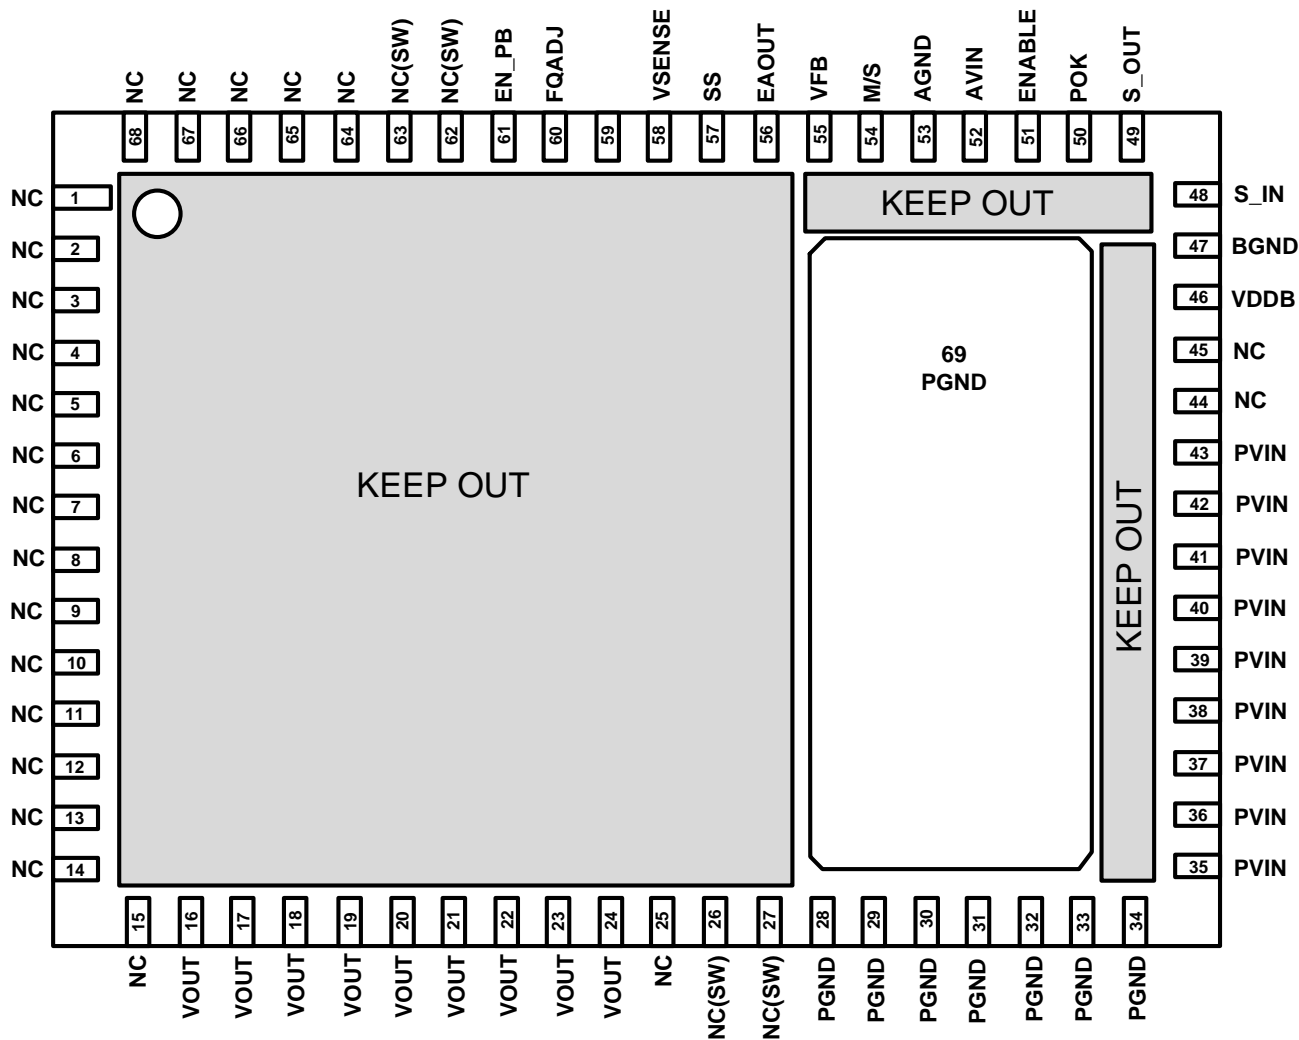 NC
NC
NC
NC
NC
NC(SW)
NC(SW)
EN_PB
FQADJ
VSENSE
SS
EAOUT
VFB
M/S
AGND
AVIN
ENABLE
POK
S_OUT
68
67
66
65
64
63
62
61
60
59
58
57
56
55
54
53
52
51
50
49
NC 1
NC 2
NC 3
NC 4
NC 5
NC 6
NC 7
NC 8
NC 9
NC 10
NC 11
NC 12
NC 13
NC 14
KEEP OUT
KEEP OUT
69
PGND
KEEP OUT
48 S_IN
47 BGND
46 VDDB
45 NC
44 NC
43 PVIN
42 PVIN
41 PVIN
40 PVIN
39 PVIN
38 PVIN
37 PVIN
36 PVIN
35 PVIN
15
16
17
18
19
20
21
22
23
24
25
26
27
28
29
30
31
32
33
34
NC
VOUT
VOUT
VOUT
VOUT
VOUT
VOUT
VOUT
VOUT
VOUT
NC
NC(SW)
NC(SW)
PGND
PGND
PGND
PGND
PGND
PGND
PGND